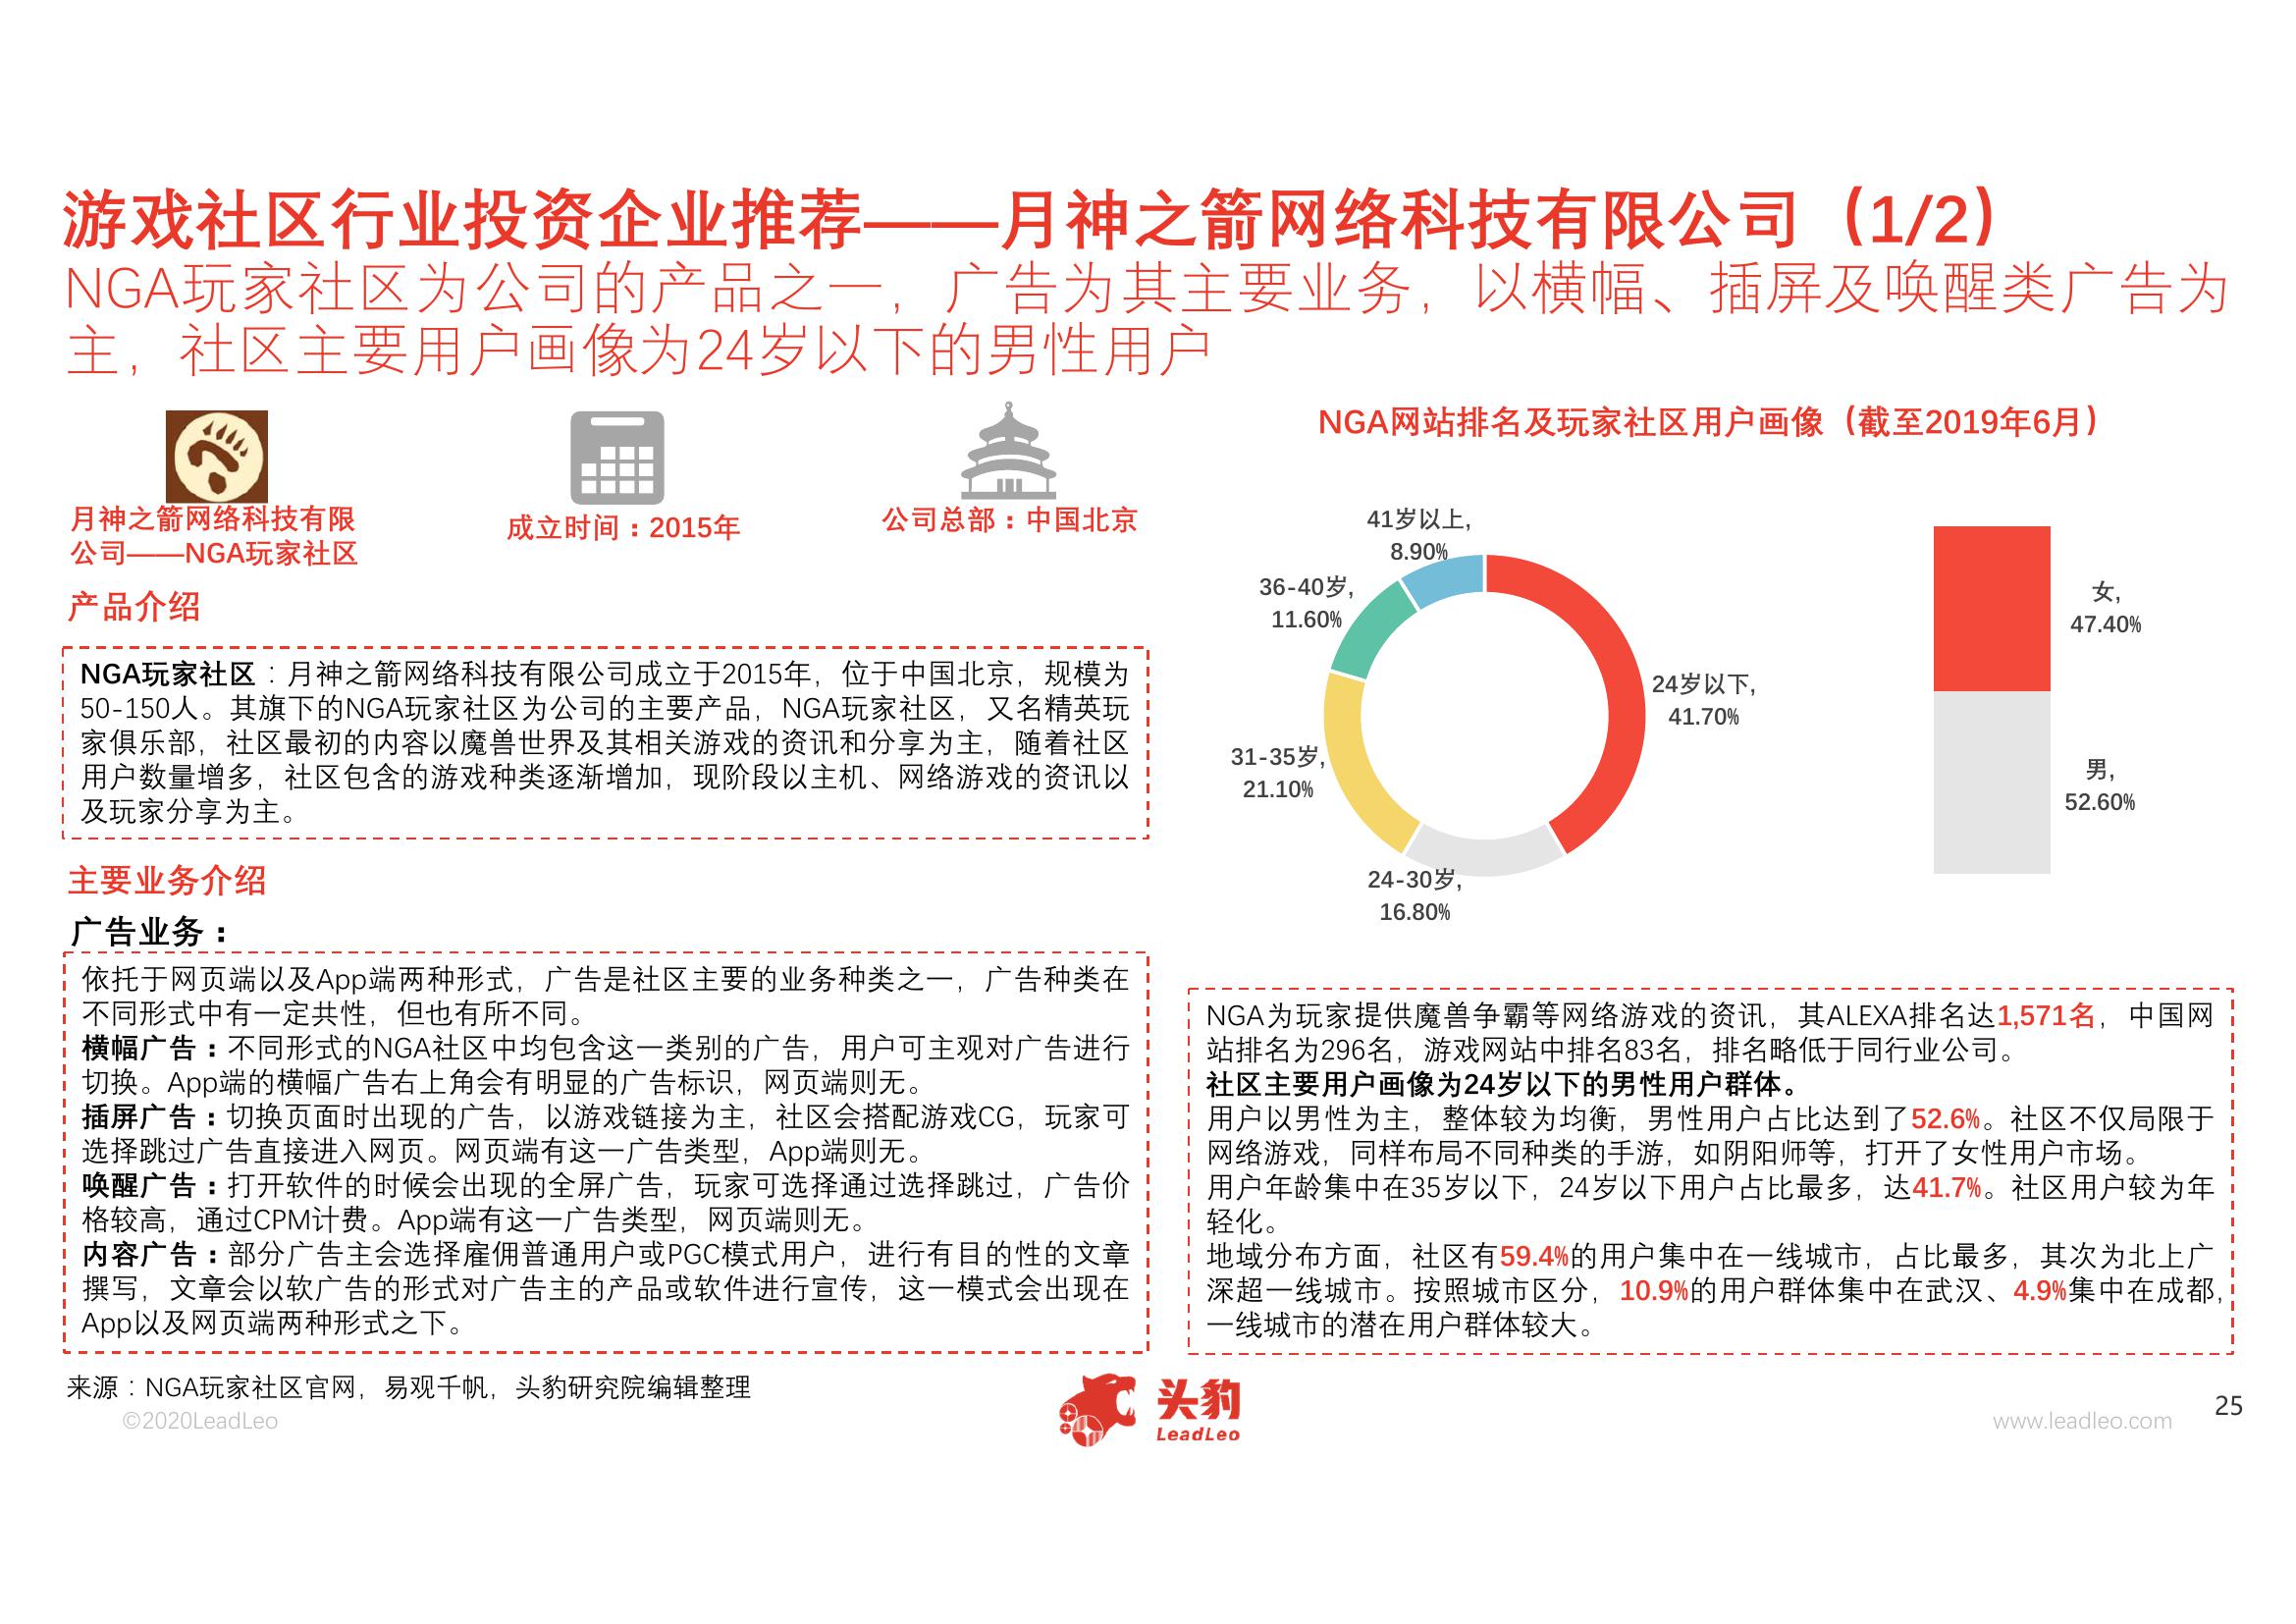 游戏社区行业投资企业推荐——月神之箭网络科技有限公司（1/2）
NGA玩家社区为公司的产品之一，广告为其主要业务，以横幅、插屏及唤醒类广告为
主，社区主要用户画像为24岁以下的男性用户
月神之箭网络科技有限
公司——NGA玩家社区
成立时间：2015年
公司总部：中国北京
产品介绍
NGA玩家社区：月神之箭网络科技有限公司成立于2015年，位于中国北京，规模为
50-150人。其旗下的NGA玩家社区为公司的主要产品，NGA玩家社区，又名精英玩
家俱乐部，社区最初的内容以魔兽世界及其相关游戏的资讯和分享为主，随着社区
用户数量增多，社区包含的游戏种类逐渐增加，现阶段以主机、网络游戏的资讯以
及玩家分享为主。
主要业务介绍
广告业务：
依托于网页端以及App端两种形式，广告是社区主要的业务种类之一，广告种类在
不同形式中有一定共性，但也有所不同。
横幅广告：不同形式的NGA社区中均包含这一类别的广告，用户可主观对广告进行
切换。App端的横幅广告右上角会有明显的广告标识，网页端则无。
插屏广告：切换页面时出现的广告，以游戏链接为主，社区会搭配游戏CG，玩家可
选择跳过广告直接进入网页。网页端有这一广告类型，App端则无。
唤醒广告：打开软件的时候会出现的全屏广告，玩家可选择通过选择跳过，广告价
格较高，通过CPM计费。App端有这一广告类型，网页端则无。
内容广告：部分广告主会选择雇佣普通用户或PGC模式用户，进行有目的性的文章
撰写，文章会以软广告的形式对广告主的产品或软件进行宣传，这一模式会出现在
App以及网页端两种形式之下。
NGA网站排名及玩家社区用户画像（截至2019年6月）
41岁以上,
8.90%
36-40岁,
11.60%
31-35岁,
21.10%
24-30岁,
16.80%
24岁以下,
41.70%
女,
47.40%
男,
52.60%
NGA为玩家提供魔兽争霸等网络游戏的资讯，其ALEXA排名达1,571名，中国网
站排名为296名，游戏网站中排名83名，排名略低于同行业公司。
社区主要用户画像为24岁以下的男性用户群体。
用户以男性为主，整体较为均衡，男性用户占比达到了52.6%。社区不仅局限于
网络游戏，同样布局不同种类的手游，如阴阳师等，打开了女性用户市场。
用户年龄集中在35岁以下，24岁以下用户占比最多，达41.7%。社区用户较为年
轻化。
地域分布方面，社区有59.4%的用户集中在一线城市，占比最多，其次为北上广
深超一线城市。按照城市区分，10.9%的用户群体集中在武汉、4.9%集中在成都，
一线城市的潜在用户群体较大。
来源：NGA玩家社区官网，易观千帆，头豹研究院编辑整理
©2020LeadLeo
头豹
LeadLeo
www.leadleo.com
25